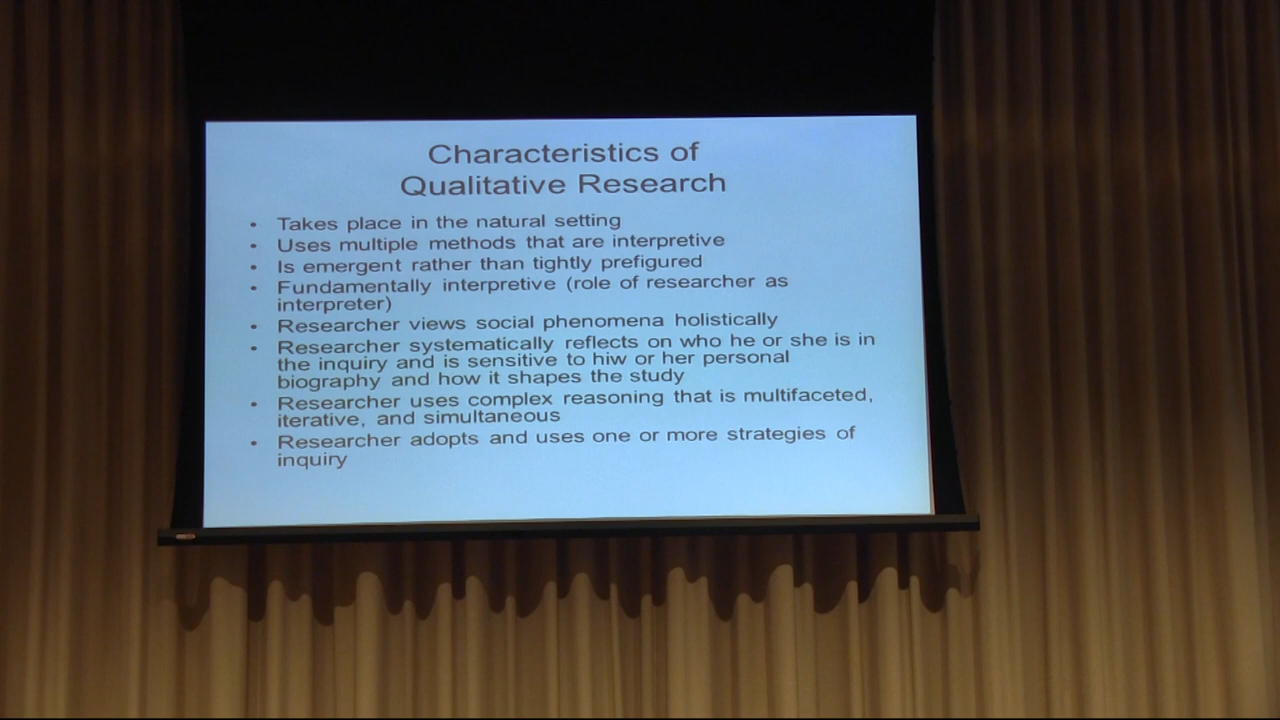 Characteristics of
Qualitative Research
• Takes place in the natural setting
• Uses multiple methods that are interpretive
• Is emergent rather than tightly prefigured
• Fundamentally interpretive (role of researcher as
interpreter)
• Researcher views social phenomena holistically
• Researcher systematically reflects on who he or she is in
the inquiry and is sensitive to hiw or her personal
biography and how it shapes the study
• Researcher uses complex reasoning that is multifaceted,
iterative, and simultaneous
• Researcher adopts and uses one or more strategies of
inquiry